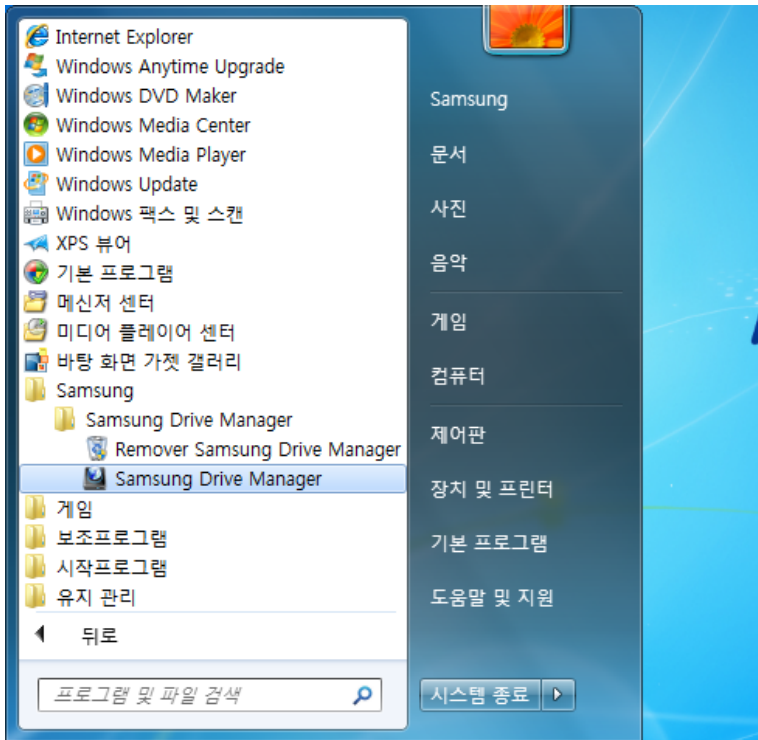 Internet Explorer
Windows Anytime Upgrade
Windows DVD Maker
Windows Media Center
Windows Media Player
Windows Update
Windows 팩스 및 스캔
XPS 뷰어
기본 프로그램
메신저 센터
미디어 플레이어 센터
바탕 화면 가젯 갤러리
Samsung
Samsung Drive Manager
Remover Samsung Drive Manager
Samsung Drive Manager
게임
보조프로그램
시작프로그램
유지 관리
뒤로
프로그램 및 파일 검색
Samsung
문서
사진
음악
게임
컴퓨터
제어판
장치 및 프린터
기본 프로그램
도움말 및 지원
시스템 종료